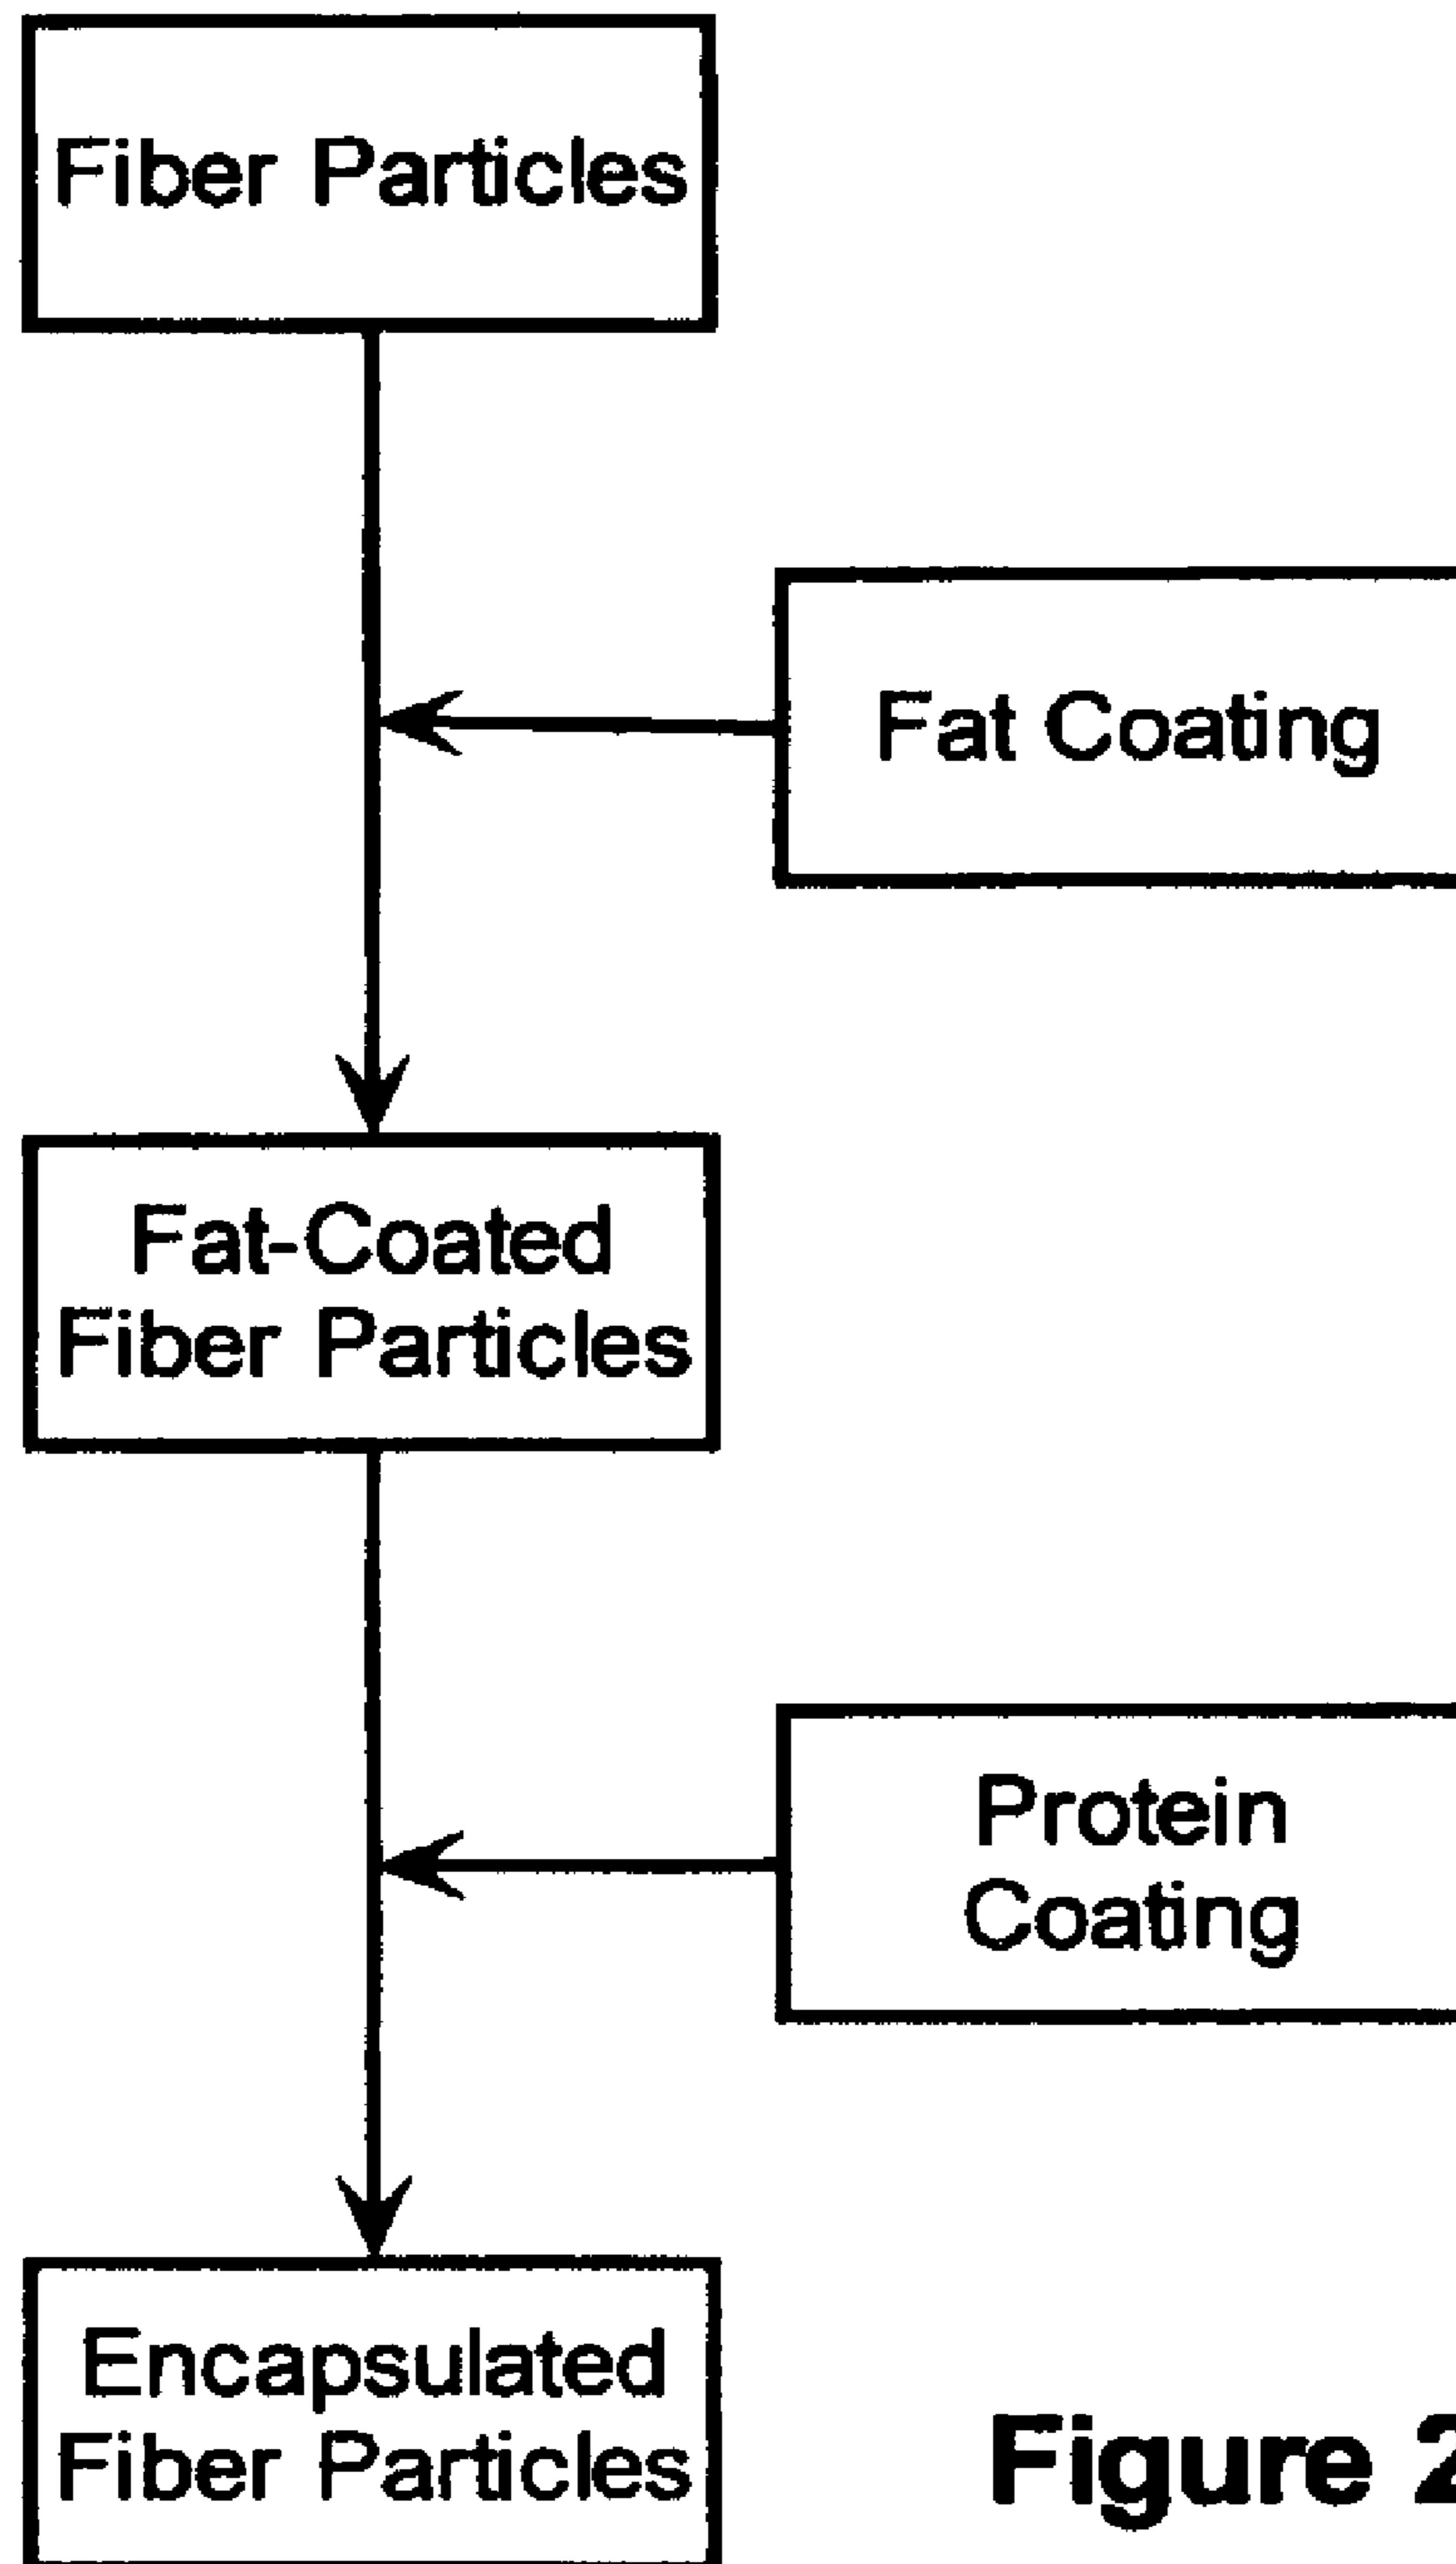 Fiber Particles
Fat Coating
Fat-Coated
Fiber Particles
Protein
Coating
Encapsulated
Fiber Particles
Figure 2